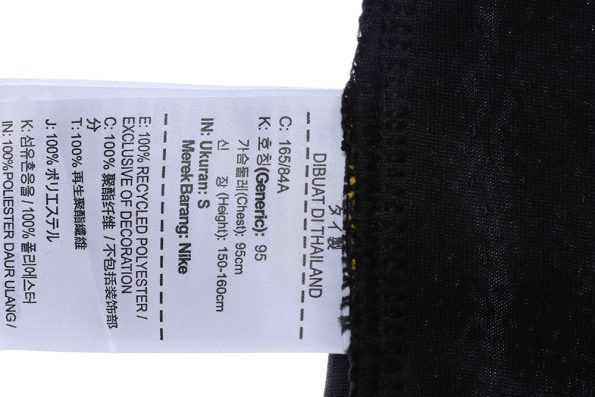 タイ製
DIBUAT DI THAILAND
C: 165/84A
K: 호칭(Generic): 95
가슴둘레(Chest): 95cm
신 장 (Height): 150-160cm
IN: Ukuran: S
Merek Barang: Nike
E: 100% RECYCLED POLYESTER /
EXCLUSIVE OF DECORATION
C: 100% 聚酯纤维 / 不包括装饰部
分
T: 100% 再生聚酯纖維
J: 100% ポリエステル
K: 섬유혼용율 / 100% 폴리에스터
IN: 100%POLIESTER DAUR ULANG /